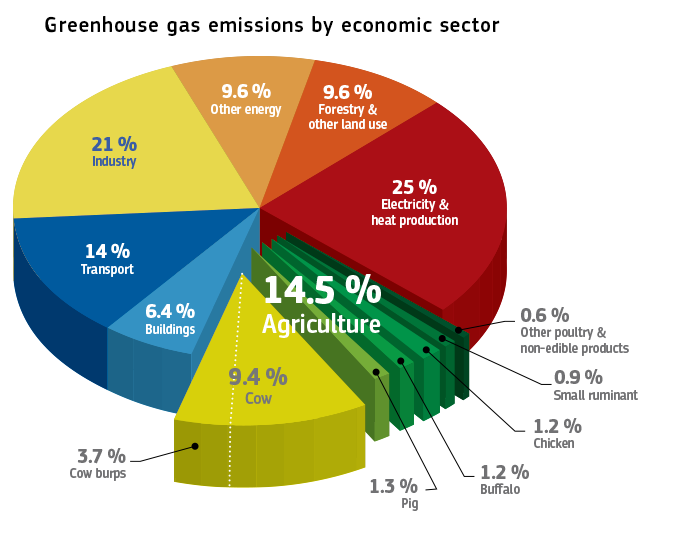 Greenhouse gas emissions by economic sector
9.6 %
Other energy
9.6 %
Forestry &
other land use
21 %
Industry
25 %
Electricity &
heat production
14 %
Transport
6.4 %
Buildings
14.5 %
Agriculture
9.4 %
Cow
0.6 %
Other poultry &
non-edible products
0.9 %
Small ruminant
1.2 %
Chicken
1.2 %
Buffalo
1.3 %
Pig
3.7 %
Cow burps